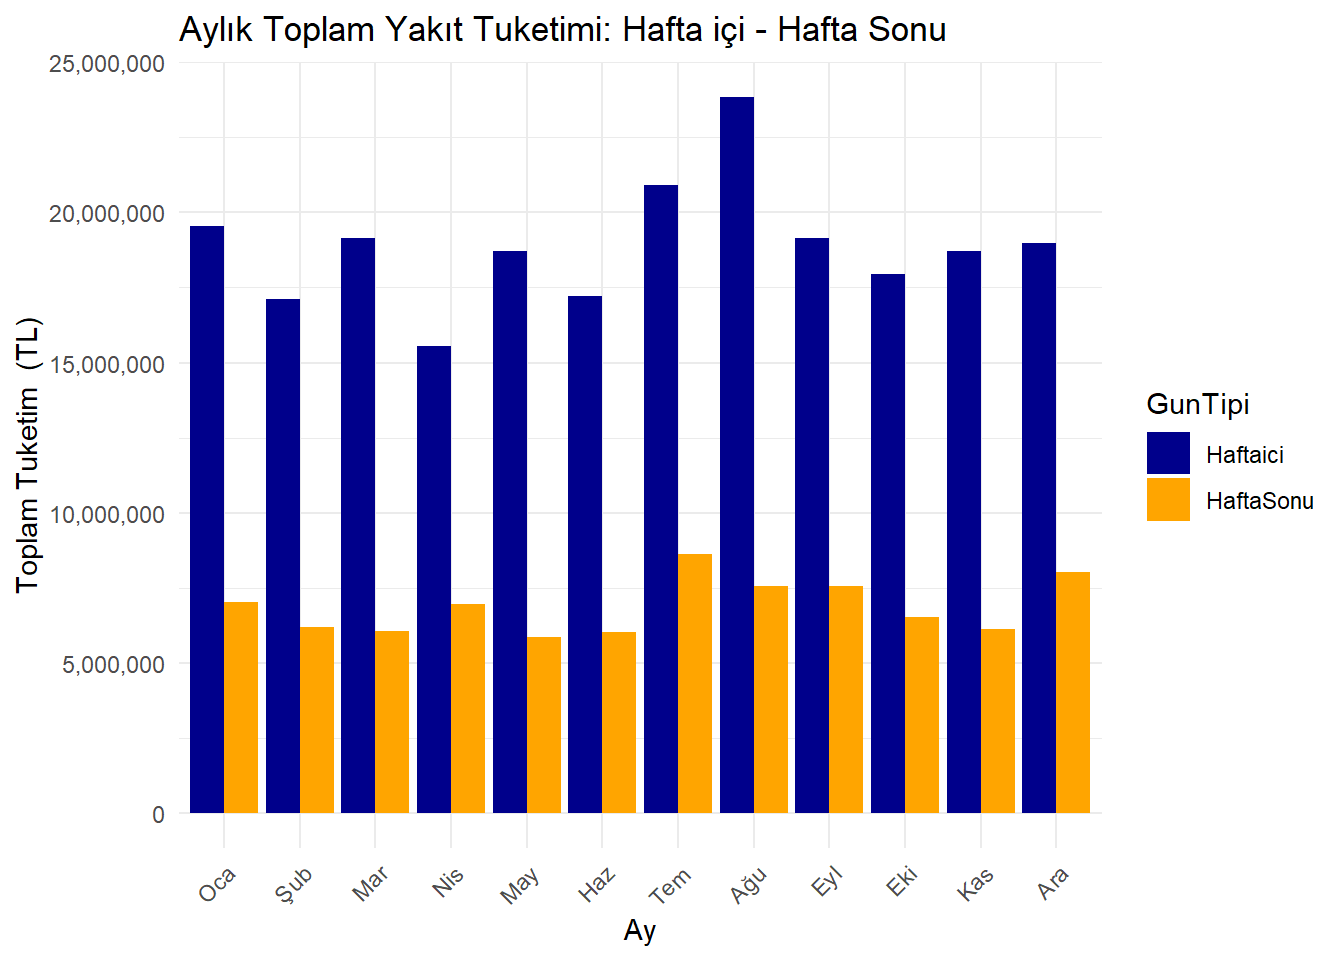 Aylık Toplam Yakıt Tuketimi: Hafta içi - Hafta Sonu
25,000,000
20,000,000
15,000,000
10,000,000
5,000,000
0
Toplam Tuketim  (TL)
Oca
Şub
Mar
Nis
May
Haz
Tem
Ağu
Eyl
Eki
Kas
Ara
Ay
GunTipi
Haftaici
HaftaSonu